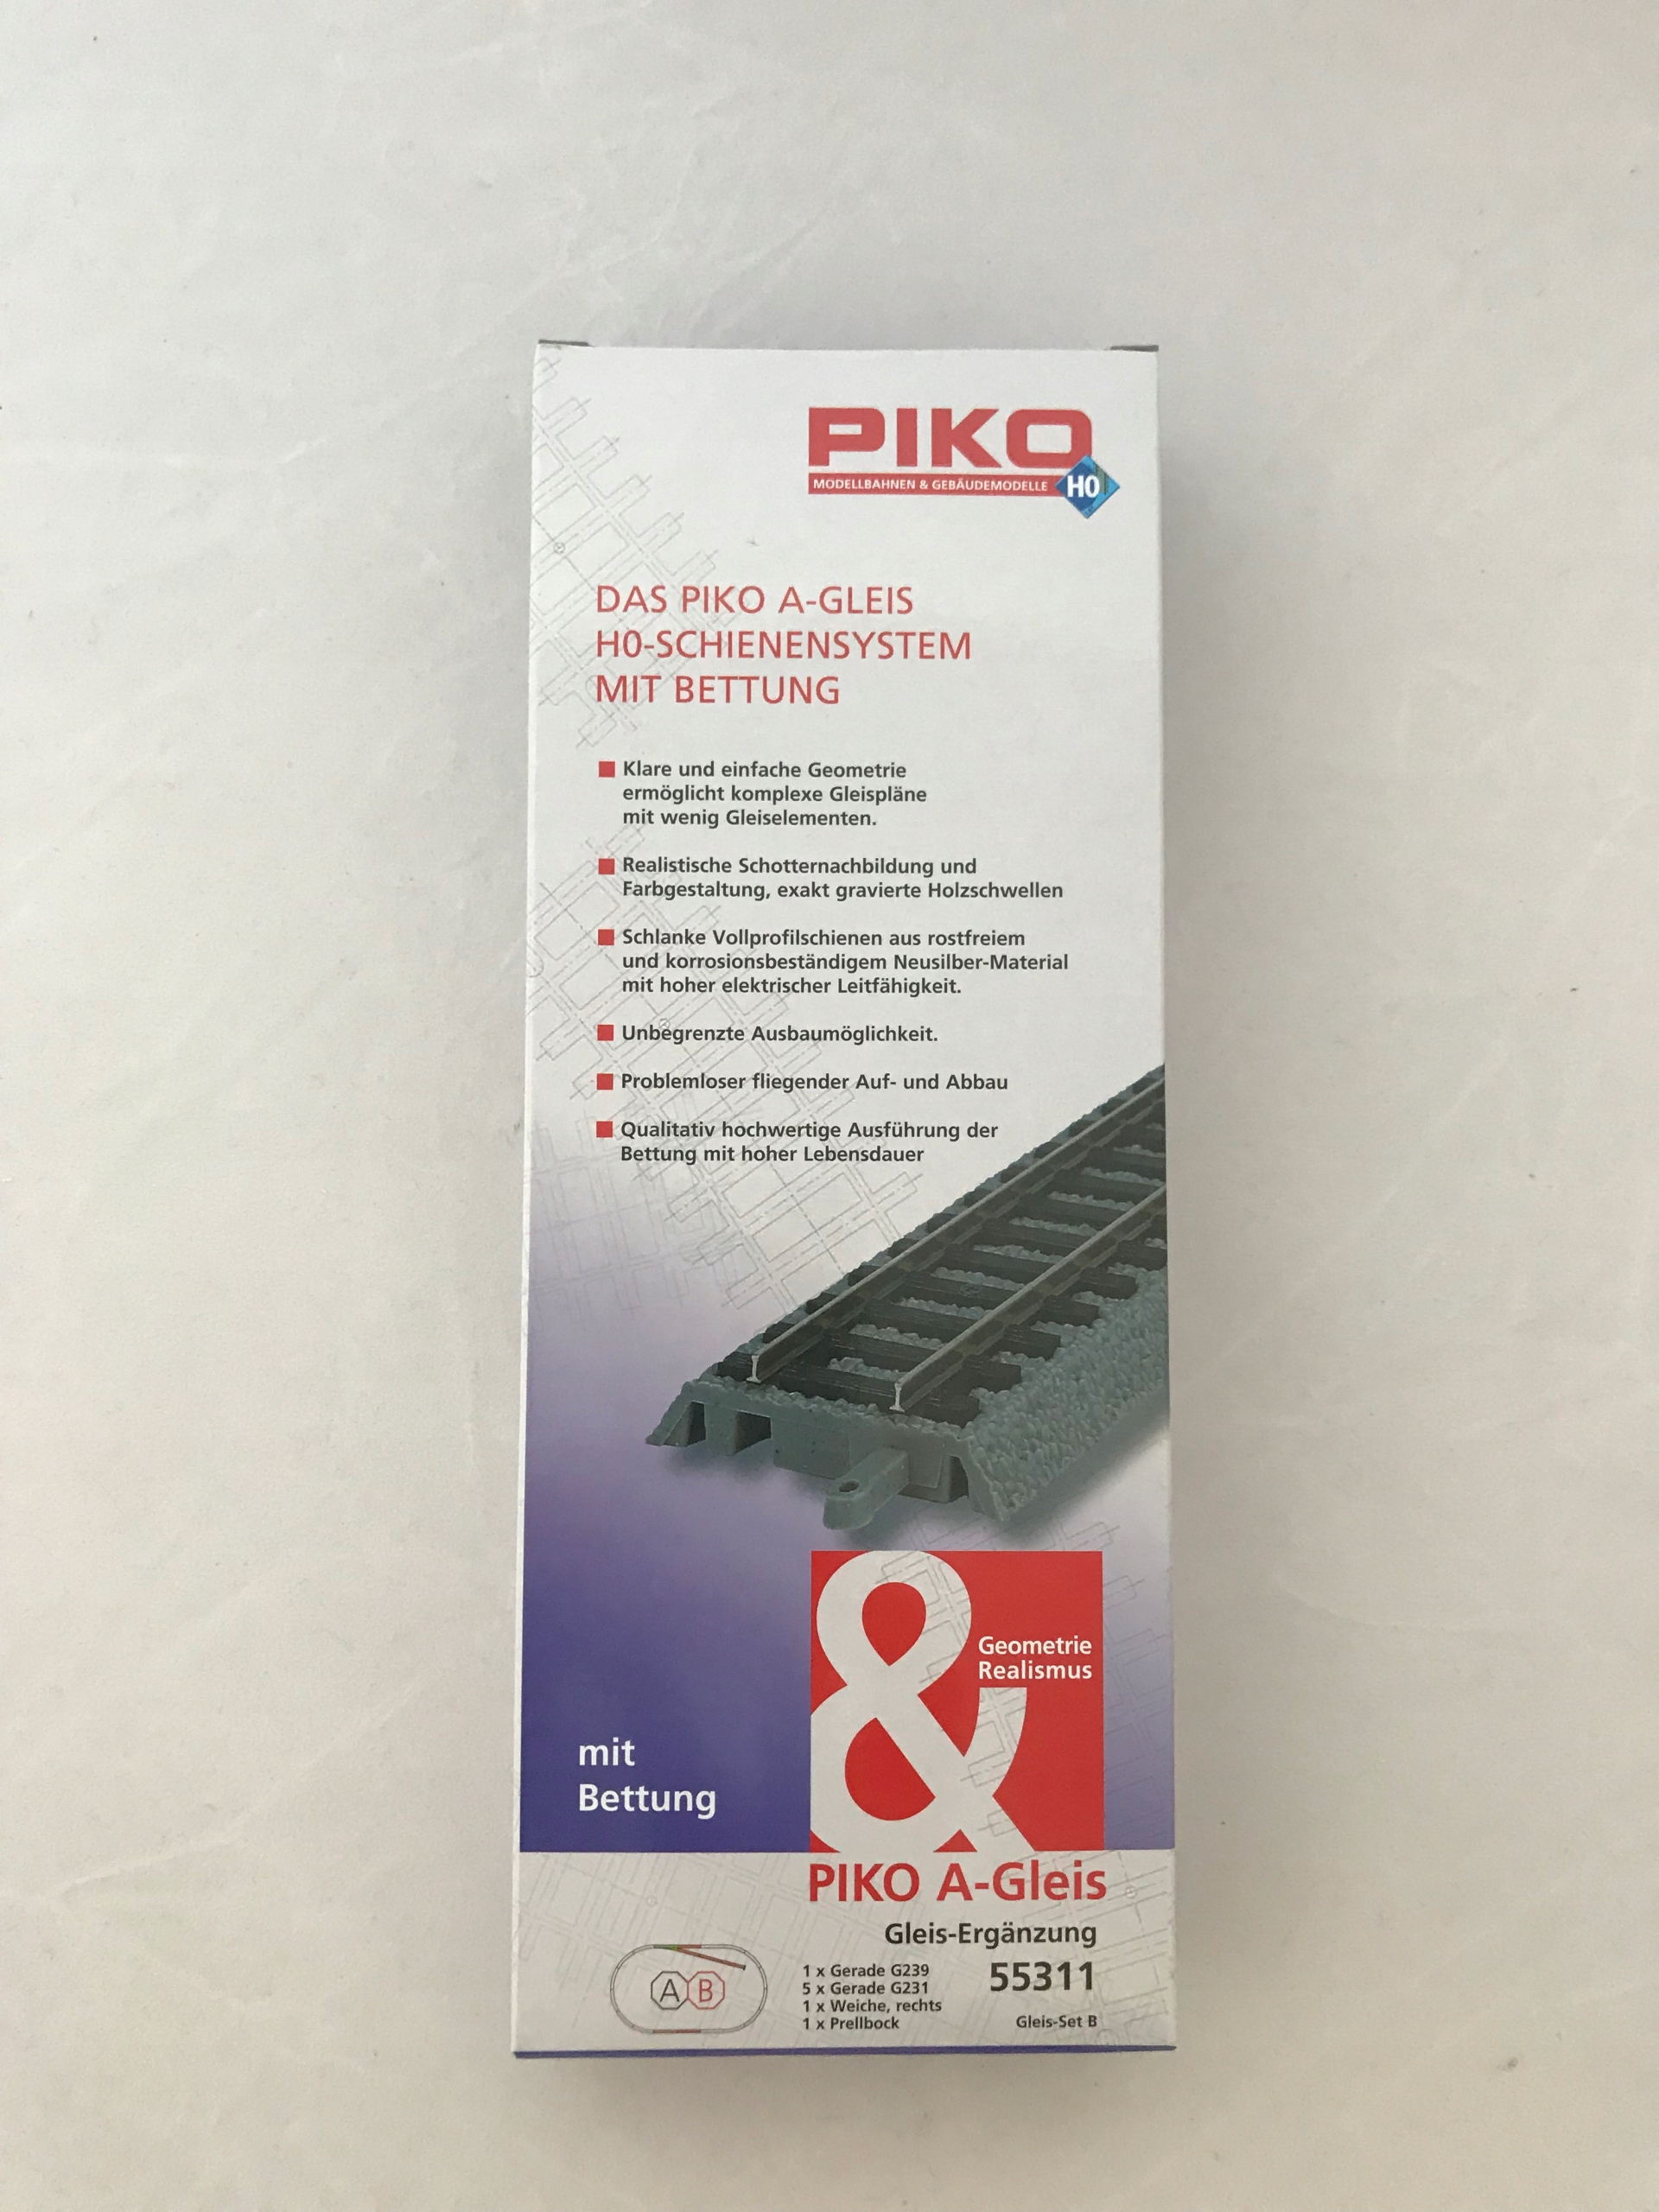 PIKO
MODELLBAHNEN & GEBÄUDEMODELLE
H0
DAS PIKO A-GLEIS
H0-SCHIENENSYSTEM
MIT BETTUNG
Klare und einfache Geometrie
ermöglicht komplexe Gleispläne
mit wenig Gleiselementen.
Realistische Schotternachbildung und
Farbgestaltung, exakt gravierte Holzschwellen
Schlanke Vollprofilschienen aus rostfreiem
und korrosionsbeständigem Neusilber-Material
mit hoher elektrischer Leitfähigkeit.
Unbegrenzte Ausbaumöglichkeit.
Problemloser fliegender Auf- und Abbau
Qualitativ hochwertige Ausführung der
Bettung mit hoher Lebensdauer
&
Geometrie
Realismus
mit
Bettung
PIKO A-Gleis
Gleis-Ergänzung
A B
1 x Gerade G239
5 x Gerade G231
1 x Weiche, rechts
1 x Prellbock
55311
Gleis-Set B